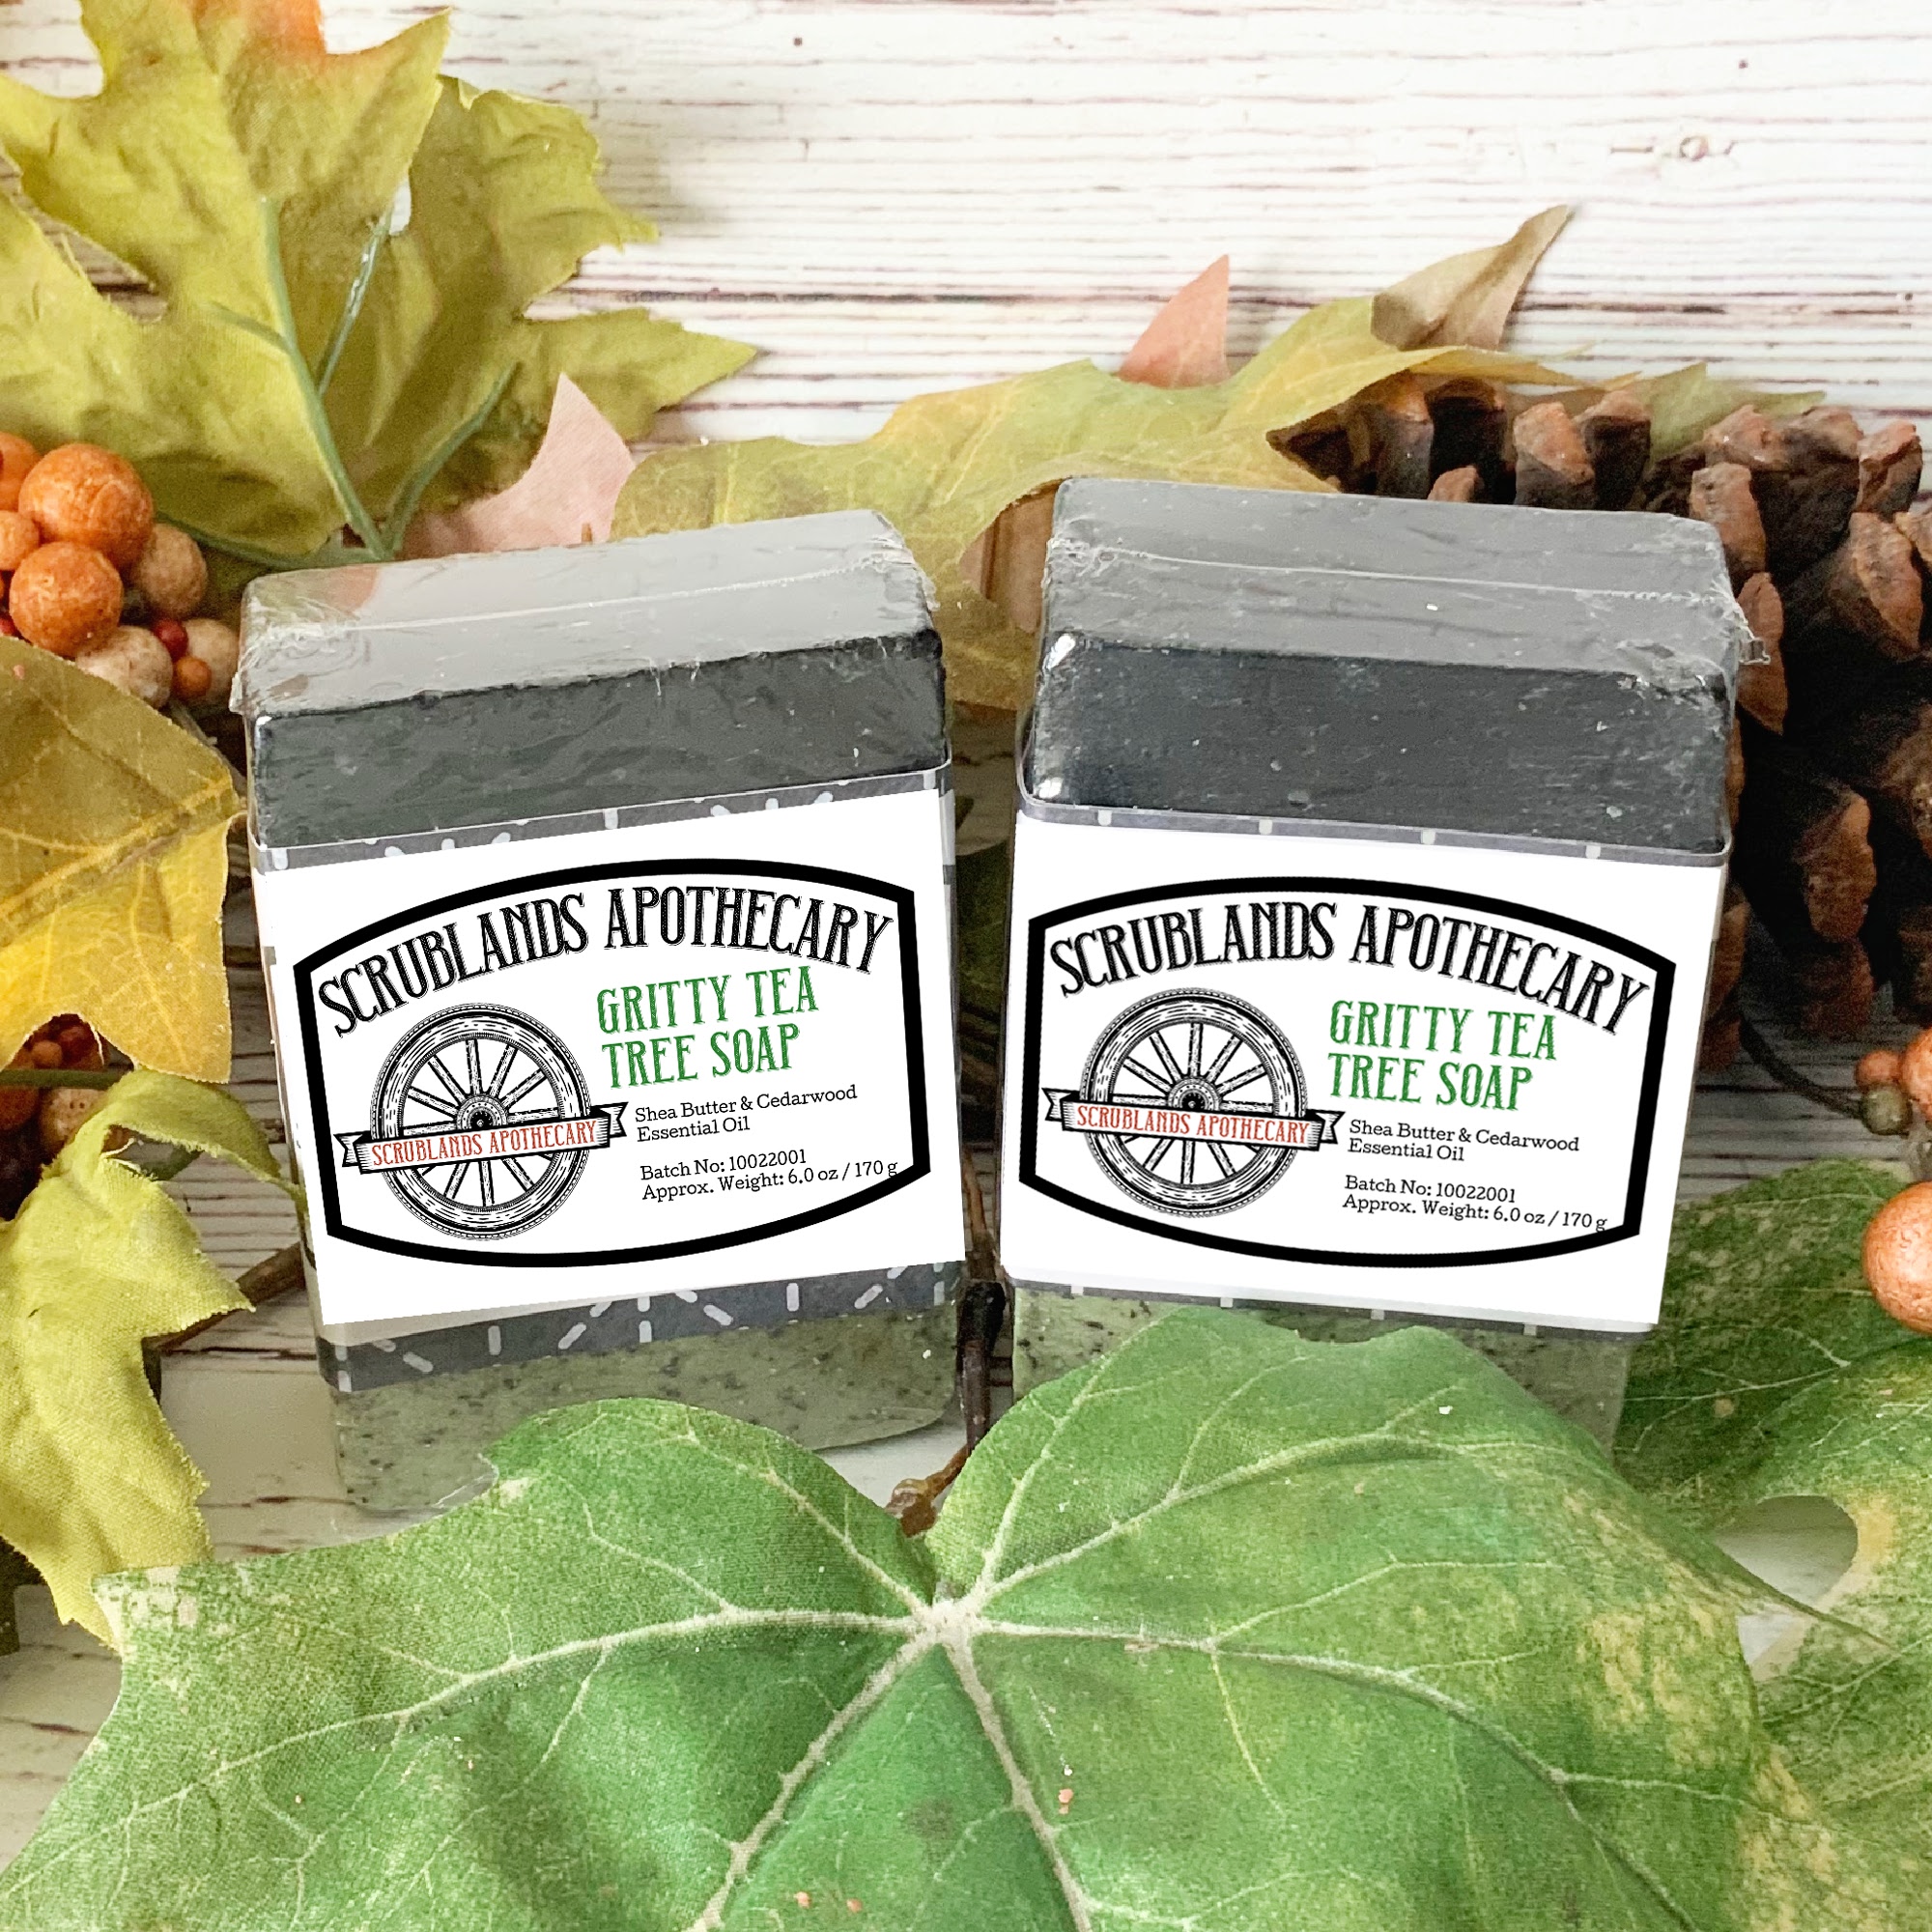 SCRUBLANDS APOTHECARY
GRITTY TEA
TREE SOAP
SCRUBLANDS APOTHECARY
Shea Butter & Cedarwood
Essential Oil
Batch No: 10022001
Approx. Weight: 6.0 oz / 170 g
SCRUBLANDS APOTHECARY
GRITTY TEA
TREE SOAP
SCRUBLANDS APOTHECARY
Shea Butter & Cedarwood
Essential Oil
Batch No: 10022001
Approx. Weight: 6.0 oz / 170 g